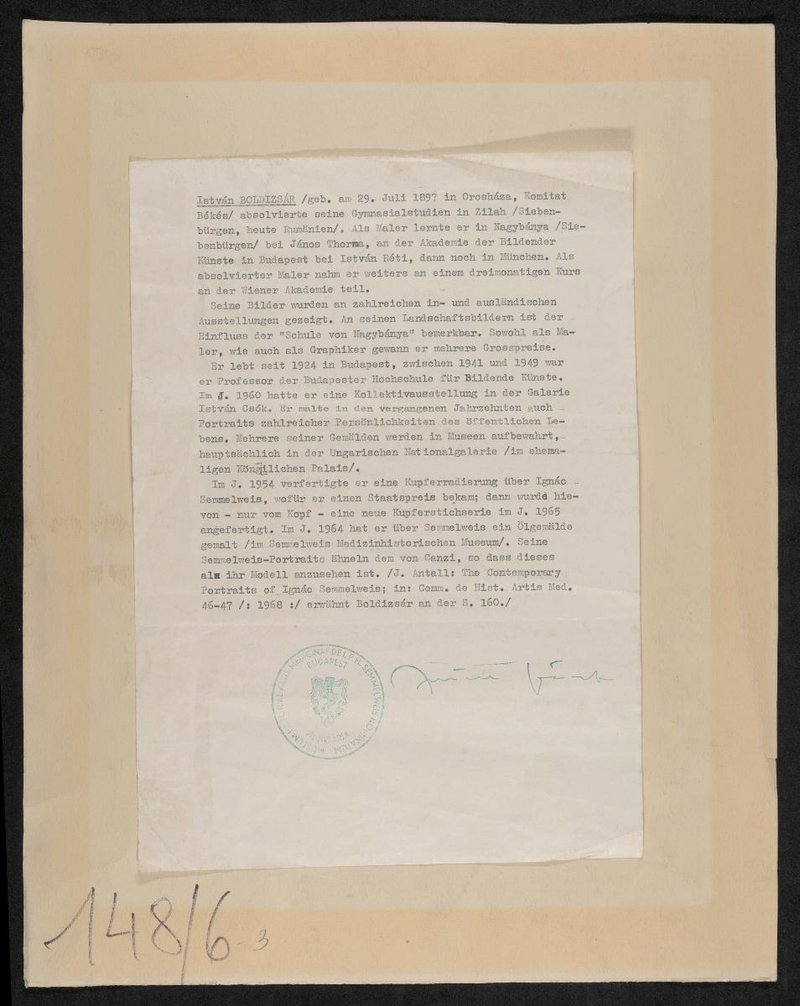 István BOLDIZSÁR /geb. am 29. Juli 1897 in Orosháza, Komitat
Békés/ absolvierte seine Gymnasialstudien in Zilah /Sieben-
bürgen, heute Rumänien/. Als Maler lernte er in Nagybánya /Sie-
benbürgen/ bei János Thorma, an der Akademie der Bildender
Künste in Budapest bei István Réti, dann noch in München. Als
absolvierter Maler nahm er weiters an einem dreimonatigen Kurs
an der Wiener Akademie teil.
Seine Bilder wurden an zahlreichen in- und ausländischen
Ausstellungen gezeigt. An seinen Landschaftsbildern ist der
Einfluss der "Schule von Nagybánya" bemerkbar. Sowohl als Ma-
ler, wie auch als Graphiker gewann er mehrere Grosspreise.
Er lebt seit 1924 in Budapest, zwischen 1941 und 1949 war
er Professor der Budapester Hochschule für Bildende Künste.
Im J. 1960 hatte er eine Kollektivausstellung in der Galerie
István Csók. Er malte in den vergangenen Jahrzehnten auch
Portraits zahlreicher Persönlichkeiten des öffentlichen Le-
bens. Mehrere seiner Gemälden werden in Museen aufbewahrt,
hauptsächlich in der Ungarischen Nationalgalerie /im ehema-
ligen Königlichen Palais/.
Im J. 1954 verfertigte er eine Kupferradierung über Ignác
Semmelweis, wofür er einen Staatspreis bekam; dann wurde hie-
von - nur vom Kopf - eine neue Kupferstichserie im J. 1965
angefertigt. Im J. 1964 hat er über Semmelweis ein Ölgemälde
gemalt /im Semmelweis Medizinhistorischen Museum/. Seine
Semmelweis-Portraits ähneln dem von Canzi, so dass dieses
als ihr Modell anzusehen ist. /J. Antall: The Contemporary
Portraits of Ignác Semmelweis; in: Comm. de Hist. Artis Med.
46-47 /: 1968 :/ erwähnt Boldizsár an der S. 160./
BUDAPEST
HUNGARIA
148/6-3